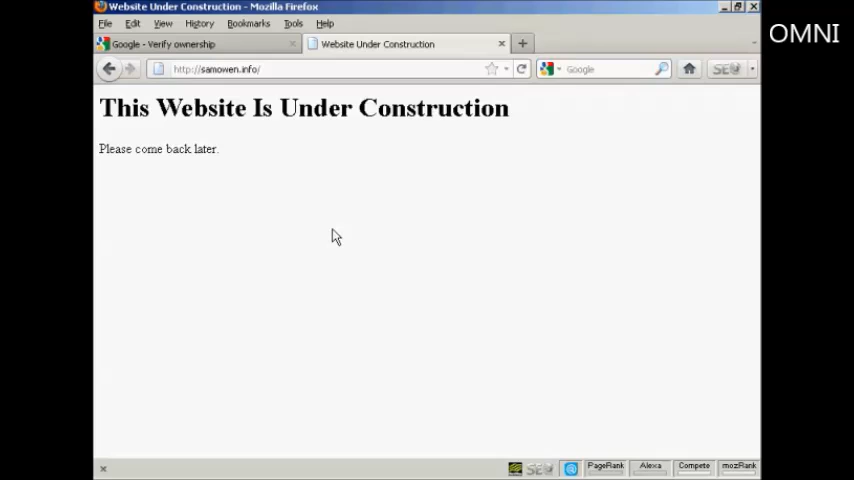 Website Under Construction - Mozilla Firefox
OMNI
File Edit View History Bookmarks Tools Help
Google - Verify ownership
Website Under Construction
http://samowen.info/
Google
SEO
This Website Is Under Construction
Please come back later.
SEO
PageRank Alexa Compete mozRank